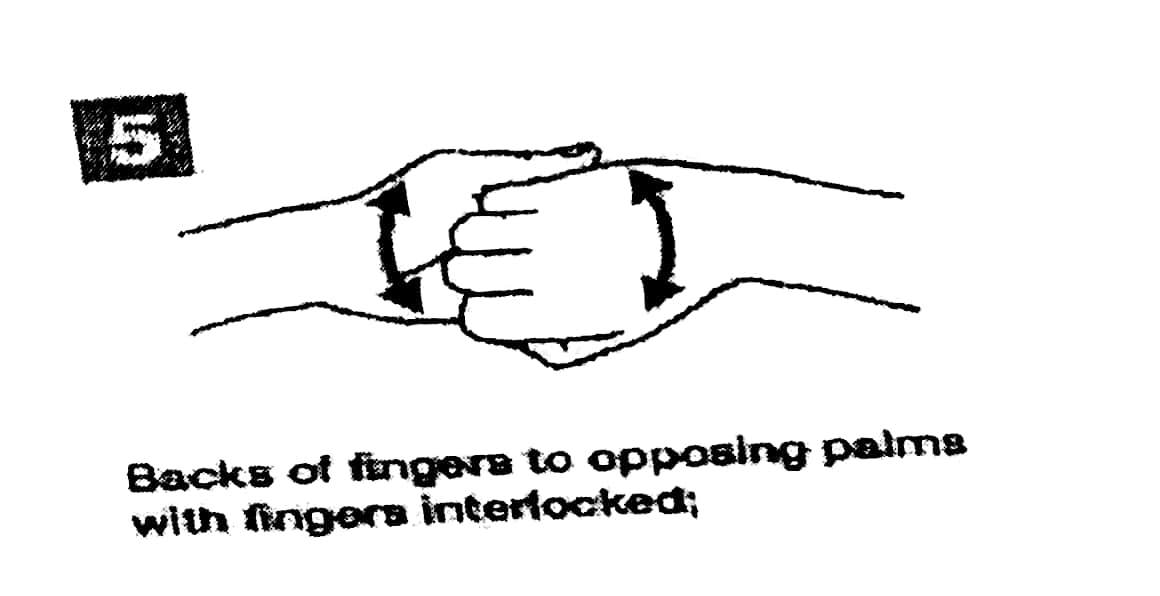 5
Backs of fingers to opposing palms
with fingers interlocked;